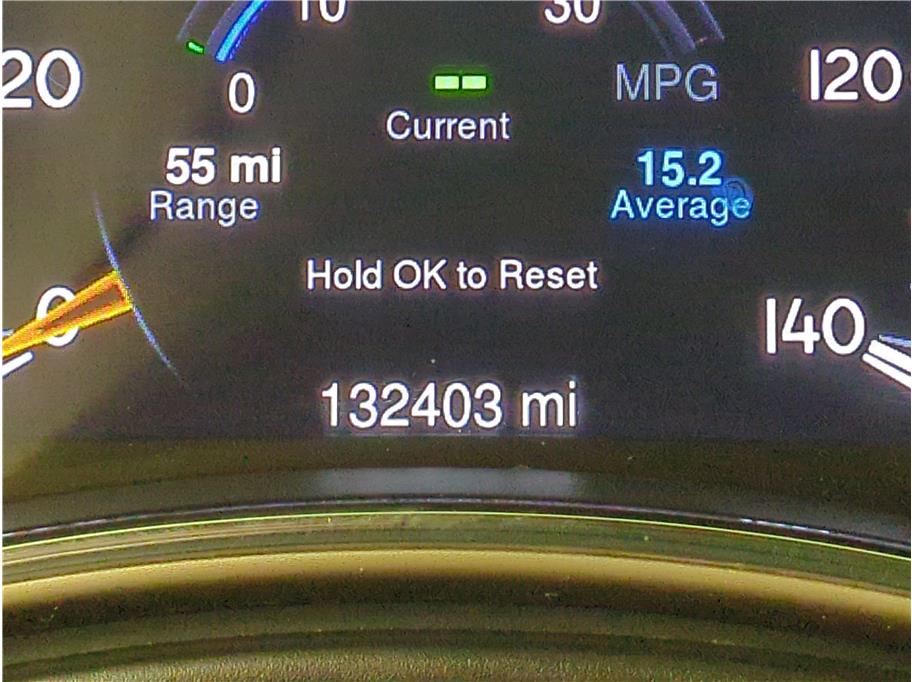 10 30
20 0 MPG 120
Current
55 mi 15.2
Range Average
Hold OK to Reset
0 140
132403 mi